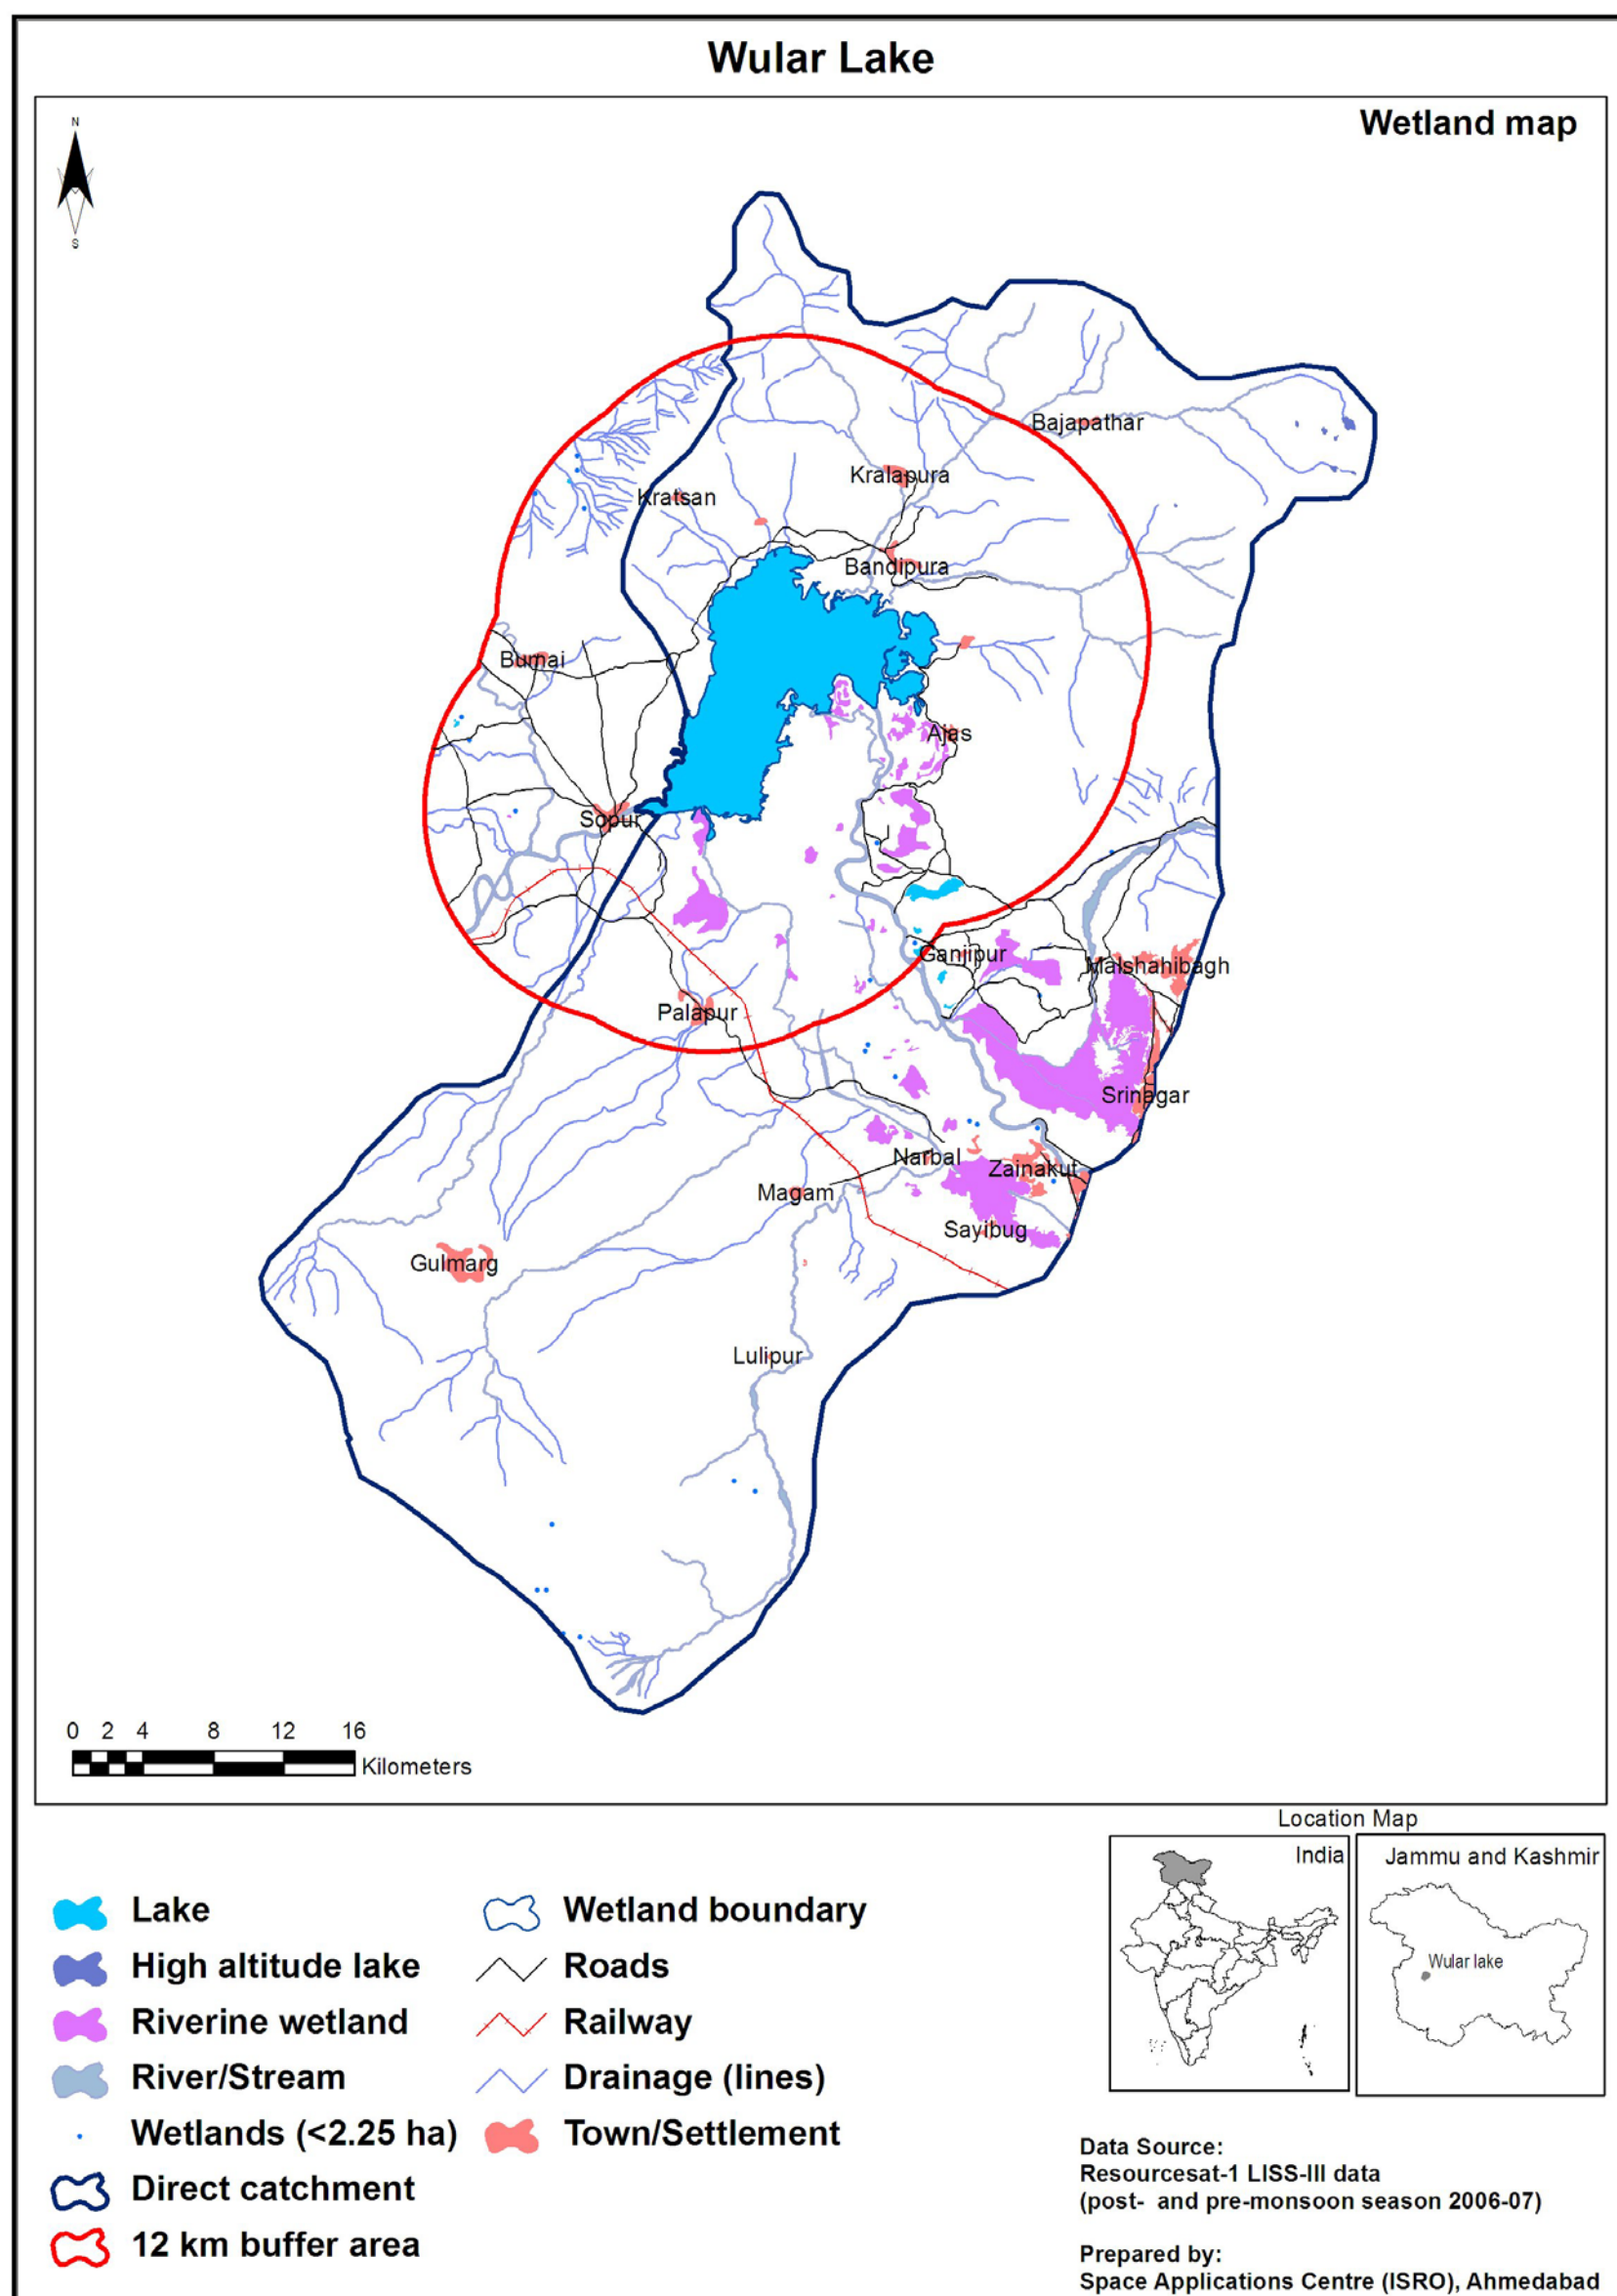 Wular Lake
Wetland map
N
S
Bajapathar
Kralapura
Kratsan
Bandipura
Bumai
Ajas
Sopur
Ganjipur
Malshahibagh
Palapur
Srinagar
Narbal
Zainakut
Magam
Sayibug
Gulmarg
Lulipur
0 2 4 8 12 16
Kilometers
Location Map
India
Jammu and Kashmir
Wular lake
Lake
High altitude lake
Riverine wetland
River/Stream
Wetlands (<2.25 ha)
Direct catchment
12 km buffer area
Wetland boundary
Roads
Railway
Drainage (lines)
Town/Settlement
Data Source:
Resourcesat-1 LISS-III data
(post- and pre-monsoon season 2006-07)
Prepared by:
Space Applications Centre (ISRO), Ahmedabad